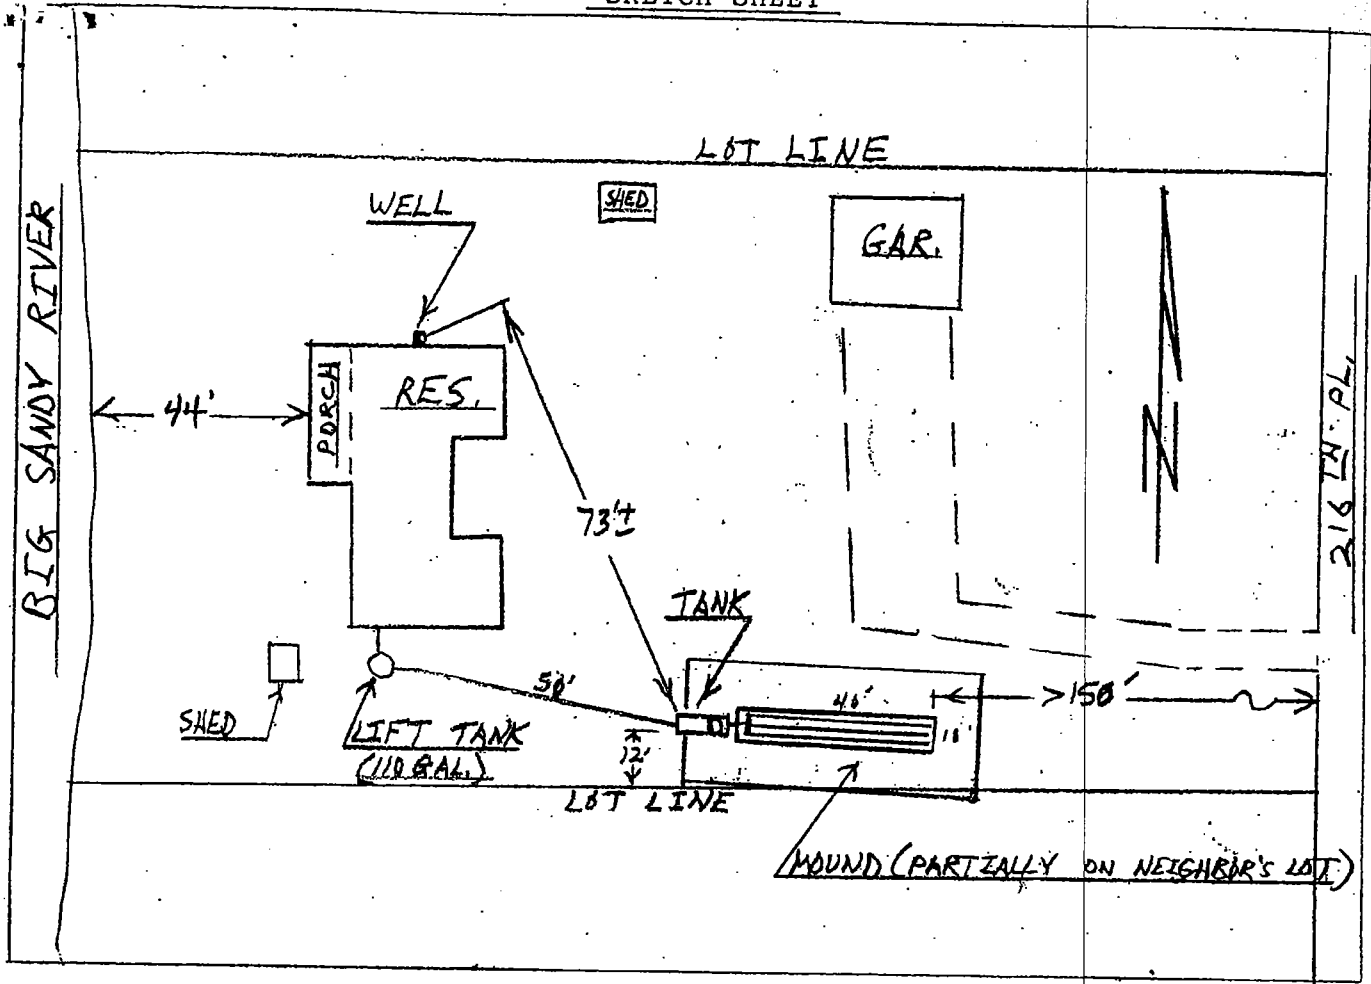 SKETCH SHEET
LOT LINE
WELL
SHED
GAR.
BIG SANDY RIVER
44'
PORCH
RES.
N
216 TH. PL.
73'±
TANK
50'
40'
10'
>150'
SHED
LIFT TANK
(110 GAL.)
12'
LOT LINE
MOUND (PARTIALLY ON NEIGHBOR'S LOT)